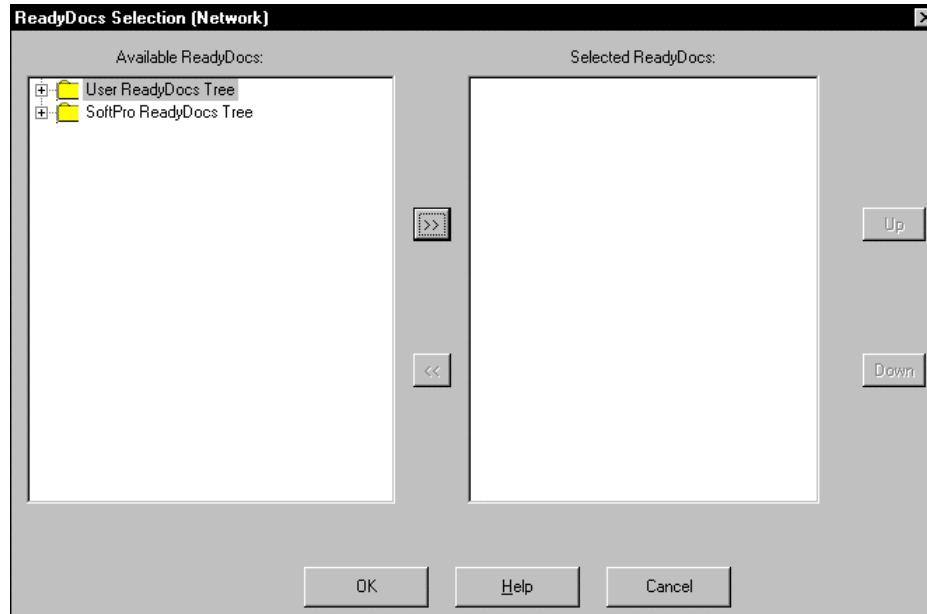 ReadyDocs Selection (Network)
Available ReadyDocs:
Selected ReadyDocs:
User ReadyDocs Tree
SoftPro ReadyDocs Tree
>>
Up
<<
Down
OK
Help
Cancel